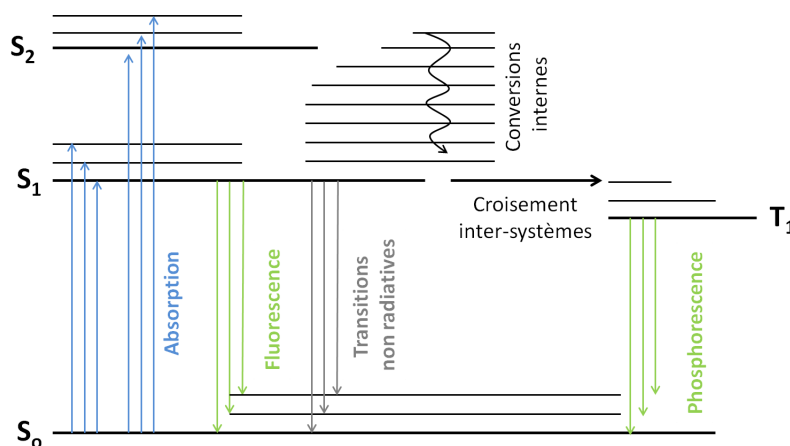 S₂
Conversions
internes
S₁
Croisement
inter-systèmes
T₁
Absorption
Fluorescence
Transitions
non radiatives
Phosphorescence
S₀